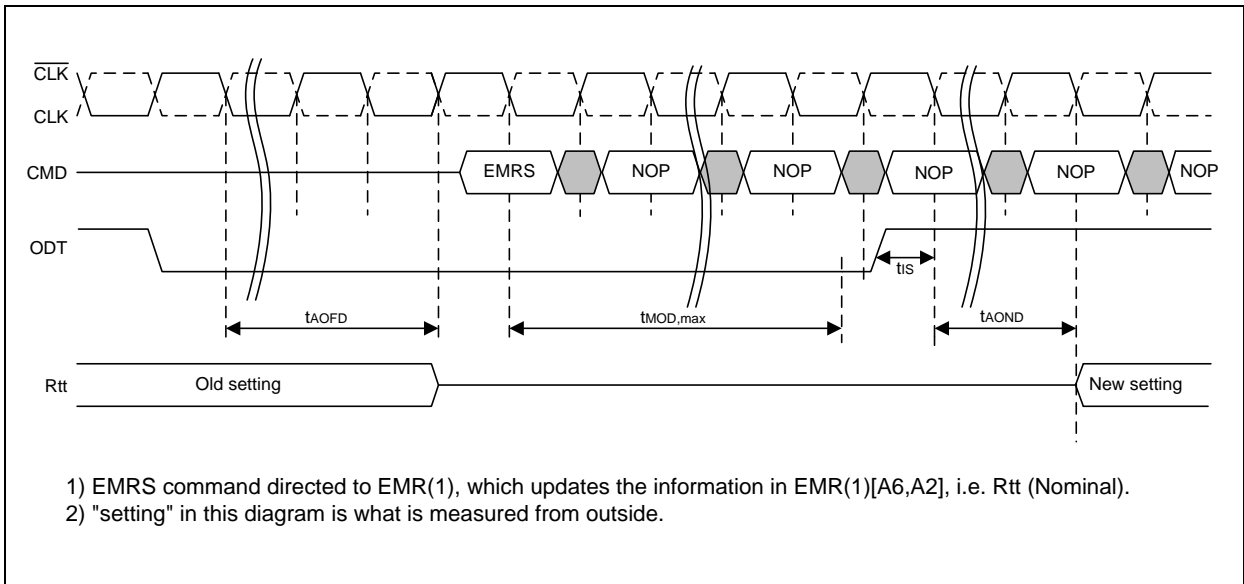 CLK
CLK
CMD
EMRS
NOP
NOP
NOP
NOP
NOP
ODT
tIS
tAOFD
tMOD,max
tAOND
Rtt
Old setting
New setting
1) EMRS command directed to EMR(1), which updates the information in EMR(1)[A6,A2], i.e. Rtt (Nominal).
2) "setting" in this diagram is what is measured from outside.